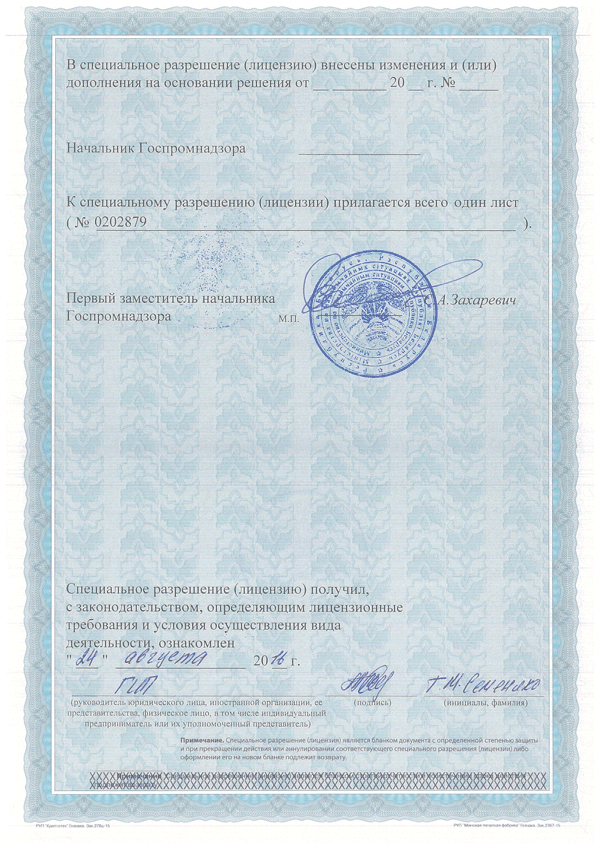 В специальное разрешение (лицензию) внесены изменения и (или)
дополнения на основании решения от __ _______ 20 __ г. № _____
Начальник Госпромнадзора
К специальному разрешению (лицензии) прилагается всего один лист
( № 0202879 ).
Первый заместитель начальника
Госпромнадзора М.П. А.Захаревич
Специальное разрешение (лицензию) получил,
с законодательством, определяющим лицензионные
требования и условия осуществления вида
деятельности, ознакомлен
" 24 " августа 2016 г.
ГИП Т.М.
(руководитель юридического лица, иностранной организации, ее (подпись) (инициалы, фамилия)
представительства, физическое лицо, в том числе индивидуальный
предприниматель или их уполномоченный представитель)
Примечание. Специальное разрешение (лицензия) является бланком документа с определенной степенью защиты
и при прекращении действия или аннулировании соответствующего специального разрешения (лицензии) либо
оформлении его на новом бланке подлежит возврату.